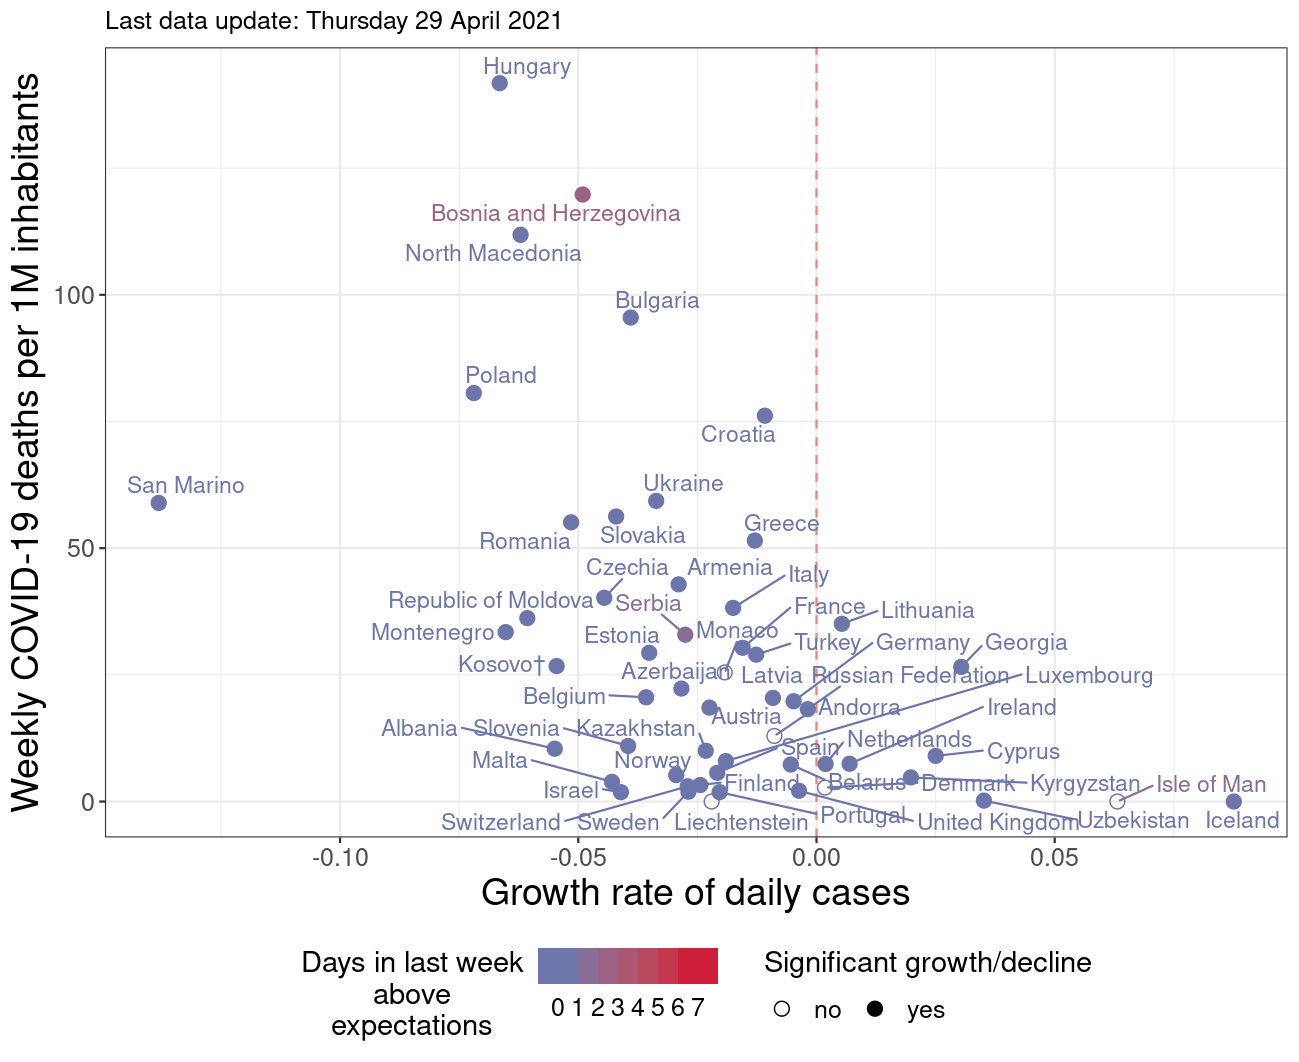 Last data update: Thursday 29 April 2021
Weekly COVID-19 deaths per 1M inhabitants
Hungary
Bosnia and Herzegovina
North Macedonia
100
Bulgaria
Poland
Croatia
San Marino
Ukraine
Romania
Slovakia
Greece
50
Czechia
Armenia
Italy
Republic of Moldova
Serbia
France
Lithuania
Montenegro
Estonia
Monaco
Turkey
Germany
Georgia
Kosovo†
Azerbaijan
Latvia
Russian Federation
Luxembourg
Belgium
Austria
Andorra
Ireland
Albania
Slovenia
Kazakhstan
Spain
Netherlands
Cyprus
Malta
Norway
Israel
Finland
Belarus
Denmark
Kyrgyzstan
Isle of Man
0
Switzerland
Sweden
Liechtenstein
Portugal
United Kingdom
Uzbekistan
Iceland
-0.10
-0.05
0.00
0.05
Growth rate of daily cases
Days in last week
above
expectations
0 1 2 3 4 5 6 7
Significant growth/decline
no
yes